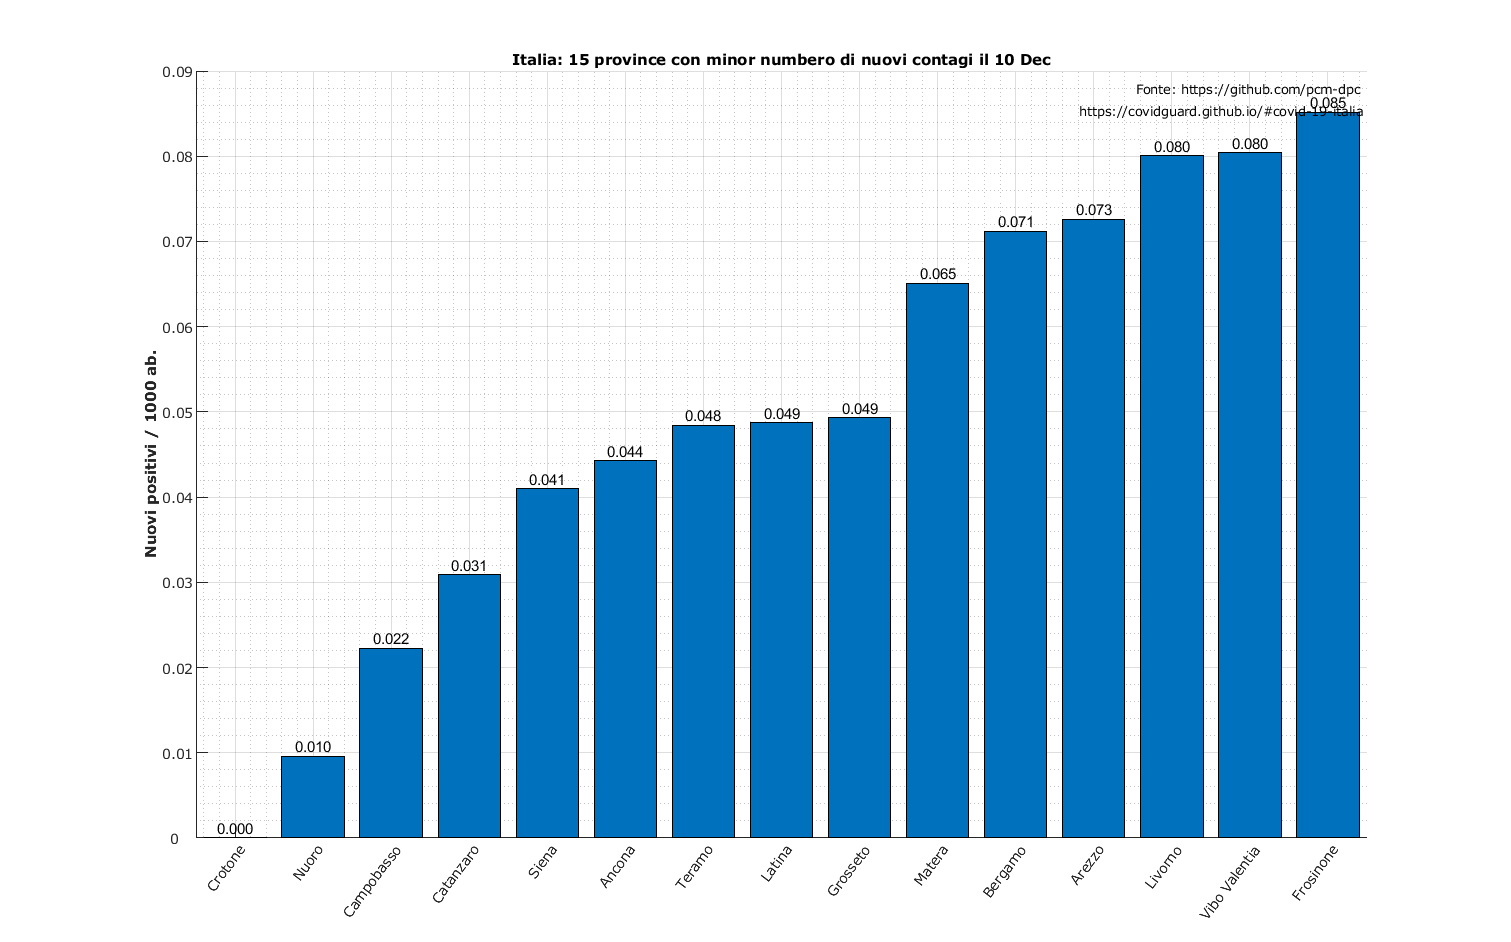 Italia: 15 province con minor numbero di nuovi contagi il 10 Dec
Fonte: https://github.com/pcm-dpc
https://covidguard.github.io/#covid-19-italia
Nuovi positivi / 1000 ab.
0.09
0.08
0.07
0.06
0.05
0.04
0.03
0.02
0.01
0
0.000
0.010
0.022
0.031
0.041
0.044
0.048
0.049
0.049
0.065
0.071
0.073
0.080
0.080
0.085
Crotone
Nuoro
Campobasso
Catanzaro
Siena
Ancona
Teramo
Latina
Grosseto
Matera
Bergamo
Arezzo
Livorno
Vibo Valentia
Frosinone